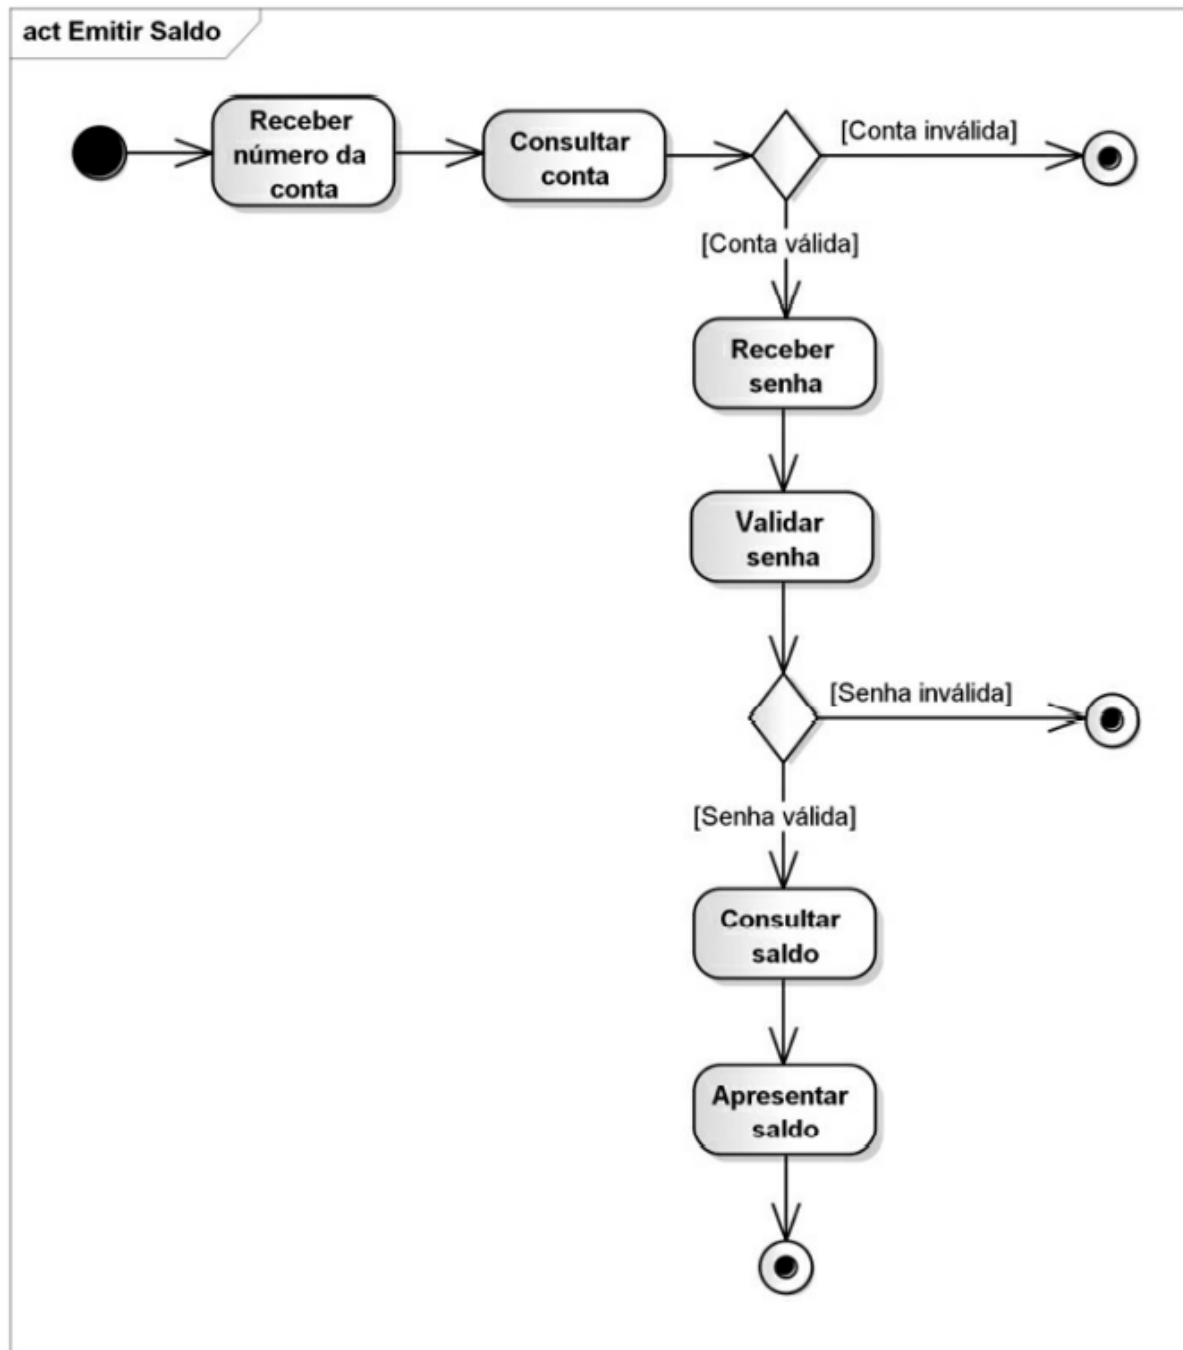 act Emitir Saldo
Receber
número da
conta
Consultar
conta
[Conta inválida]
[Conta válida]
Receber
senha
Validar
senha
[Senha inválida]
[Senha válida]
Consultar
saldo
Apresentar
saldo